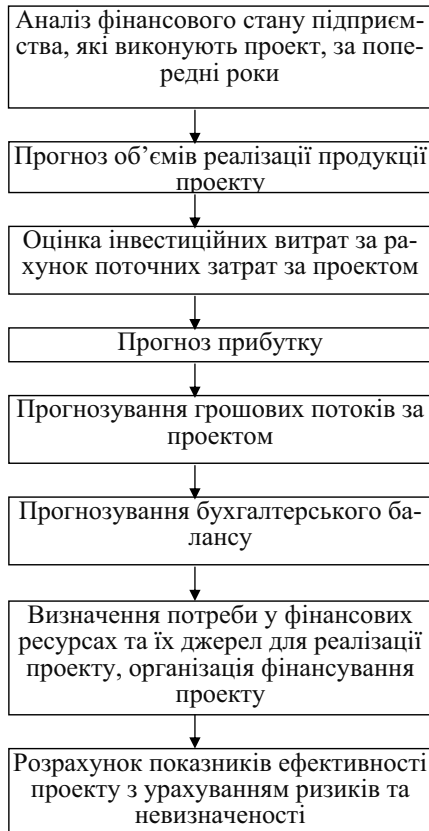 Аналіз фінансового стану підприєм-
ства, які виконують проект, за попе-
редні роки
Прогноз об’ємів реалізації продукції
проекту
Оцінка інвестиційних витрат за ра-
хунок поточних затрат за проектом
Прогноз прибутку
Прогнозування грошових потоків за
проектом
Прогнозування бухгалтерського ба-
лансу
Визначення потреби у фінансових
ресурсах та їх джерел для реалізації
проекту, організація фінансування
проекту
Розрахунок показників ефективності
проекту з урахуванням ризиків та
невизначеності